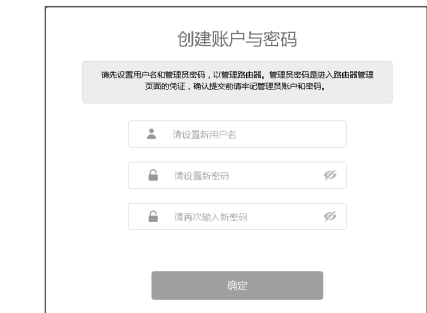 创建账户与密码
请先设置用户名和管理员密码，以管理路由器。管理员密码是进入路由器管理
页面的凭证，确认提交前请牢记管理员账户和密码。
请设置新用户名
请设置新密码
请再次输入新密码
确定